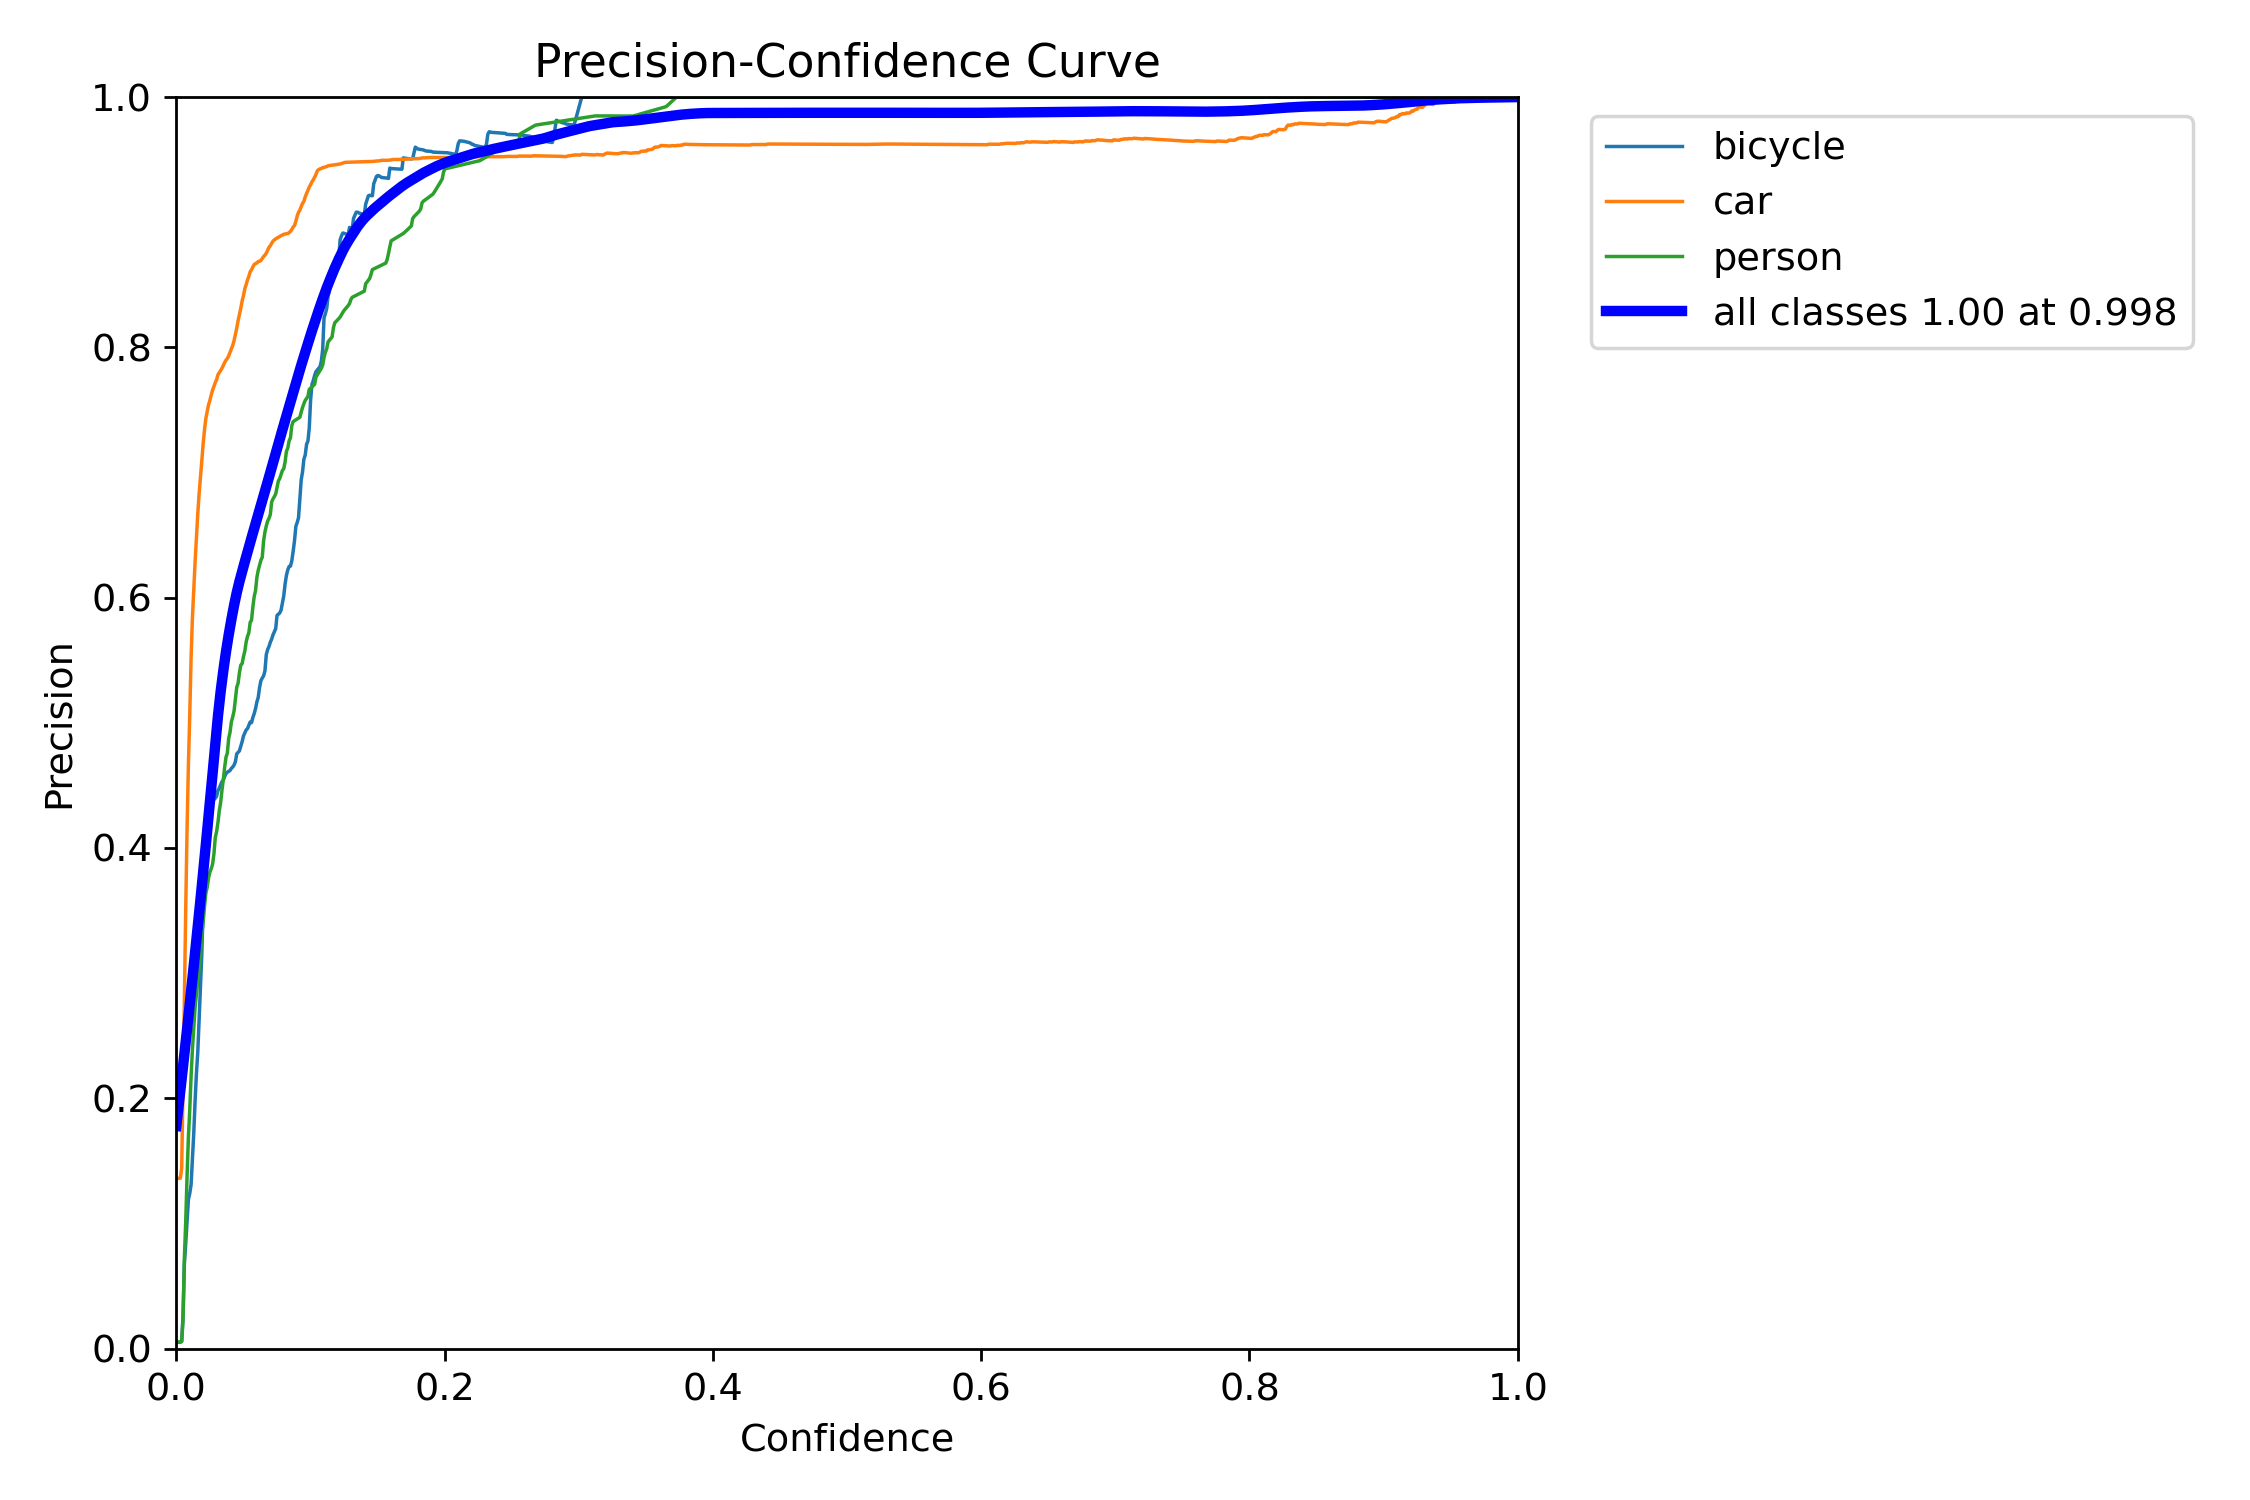 Precision-Confidence Curve
1.0
0.8
0.6
0.4
0.2
0.0
Precision
0.0 0.2 0.4 0.6 0.8 1.0
Confidence
bicycle
car
person
all classes 1.00 at 0.998